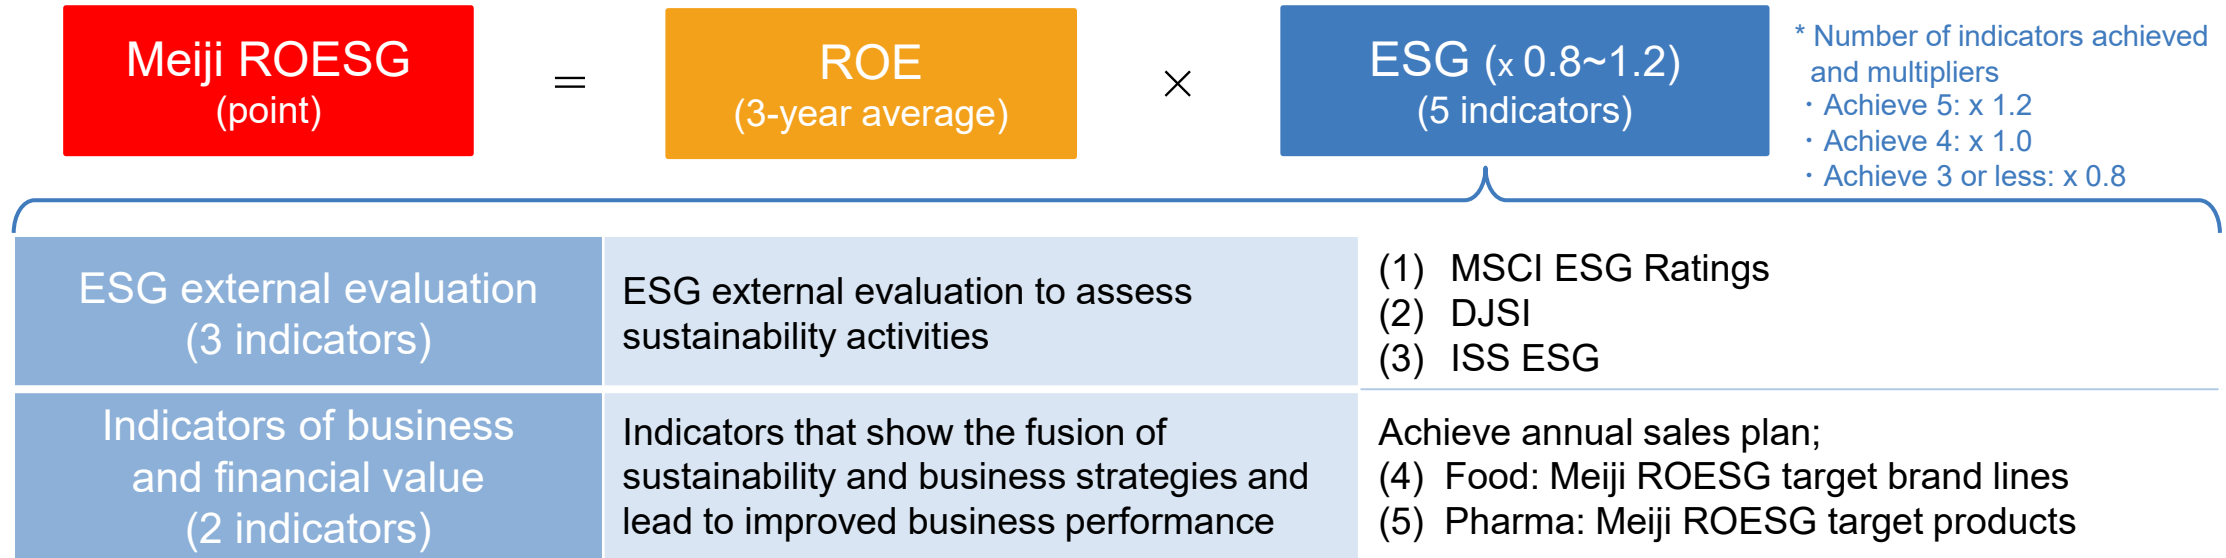 Meiji ROESG
(point)
=
ROE
(3-year average)
×
ESG (x 0.8~1.2)
(5 indicators)
* Number of indicators achieved
and multipliers
・Achieve 5: x 1.2
・Achieve 4: x 1.0
・Achieve 3 or less: x 0.8
ESG external evaluation
(3 indicators)
ESG external evaluation to assess
sustainability activities
(1) MSCI ESG Ratings
(2) DJSI
(3) ISS ESG
Indicators of business
and financial value
(2 indicators)
Indicators that show the fusion of
sustainability and business strategies and
lead to improved business performance
Achieve annual sales plan;
(4) Food: Meiji ROESG target brand lines
(5) Pharma: Meiji ROESG target products